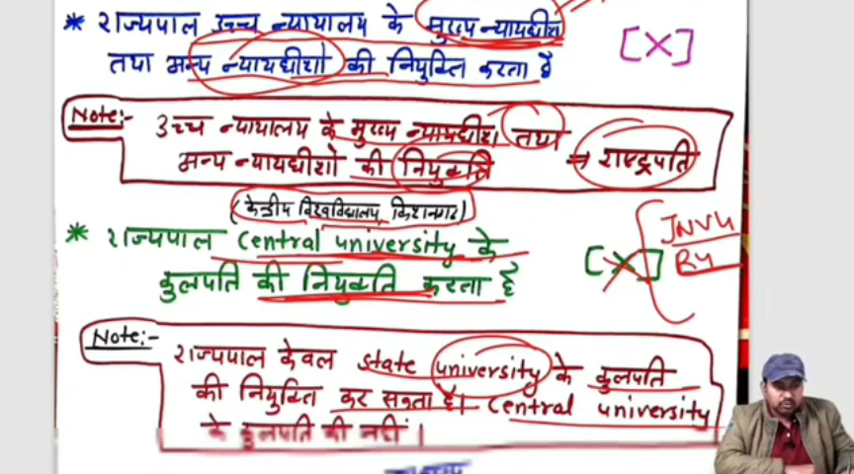 * राज्यपाल उच्च न्यायालय के मुख्य न्यायधीश
तथा अन्य न्यायधीशो की नियुक्ति करता है [X]
Note:- उच्च न्यायालय के मुख्य न्यायधीश तथा
अन्य न्यायधीशो की नियुक्ति ⇒ राष्ट्रपति
(केन्द्रीय विश्वविद्यालय, किशनगढ)
* राज्यपाल Central university के
कुलपति की नियुक्ति करता है [X]
JNVU
RU
Note:-
राज्यपाल केवल state university के कुलपति
की नियुक्ति कर सकता है। Central university
के कुलपति की नहीं।